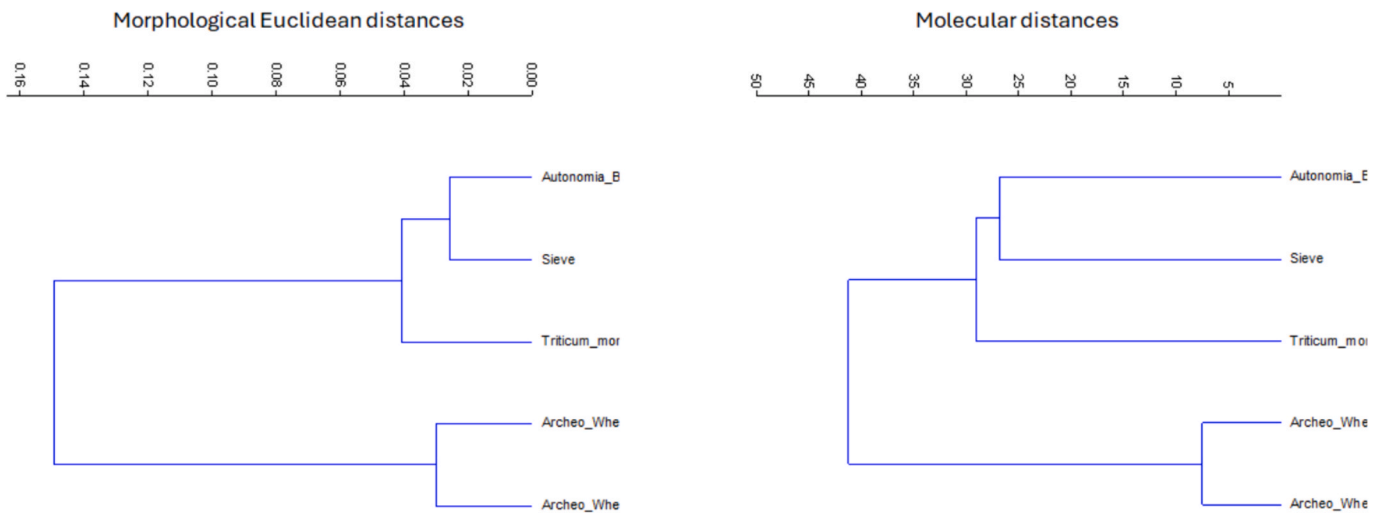 Morphological Euclidean distances
0.16 0.14 0.12 0.10 0.08 0.06 0.04 0.02 0.00
Autonomia_B
Sieve
Triticum_mor
Archeo_Whe
Archeo_Whe
Molecular distances
50 45 40 35 30 25 20 15 10 5
Autonomia_E
Sieve
Triticum_mo
Archeo_Whe
Archeo_Whe